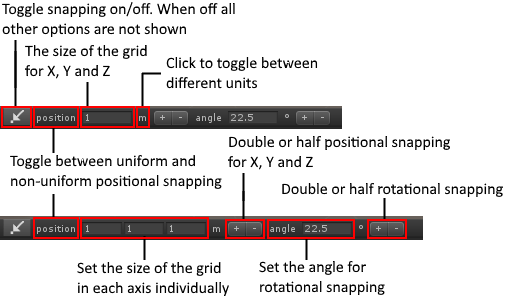 Toggle snapping on/off. When off all
other options are not shown
The size of the grid
for X, Y and Z
Click to toggle between
different units
position 1 m + - angle 22.5 ° + -
Toggle between uniform and
non-uniform positional snapping
Double or half positional snapping
for X, Y and Z
Double or half rotational snapping
position 1 1 1 m + - angle 22.5 ° + -
Set the size of the grid
in each axis individually
Set the angle for
rotational snapping